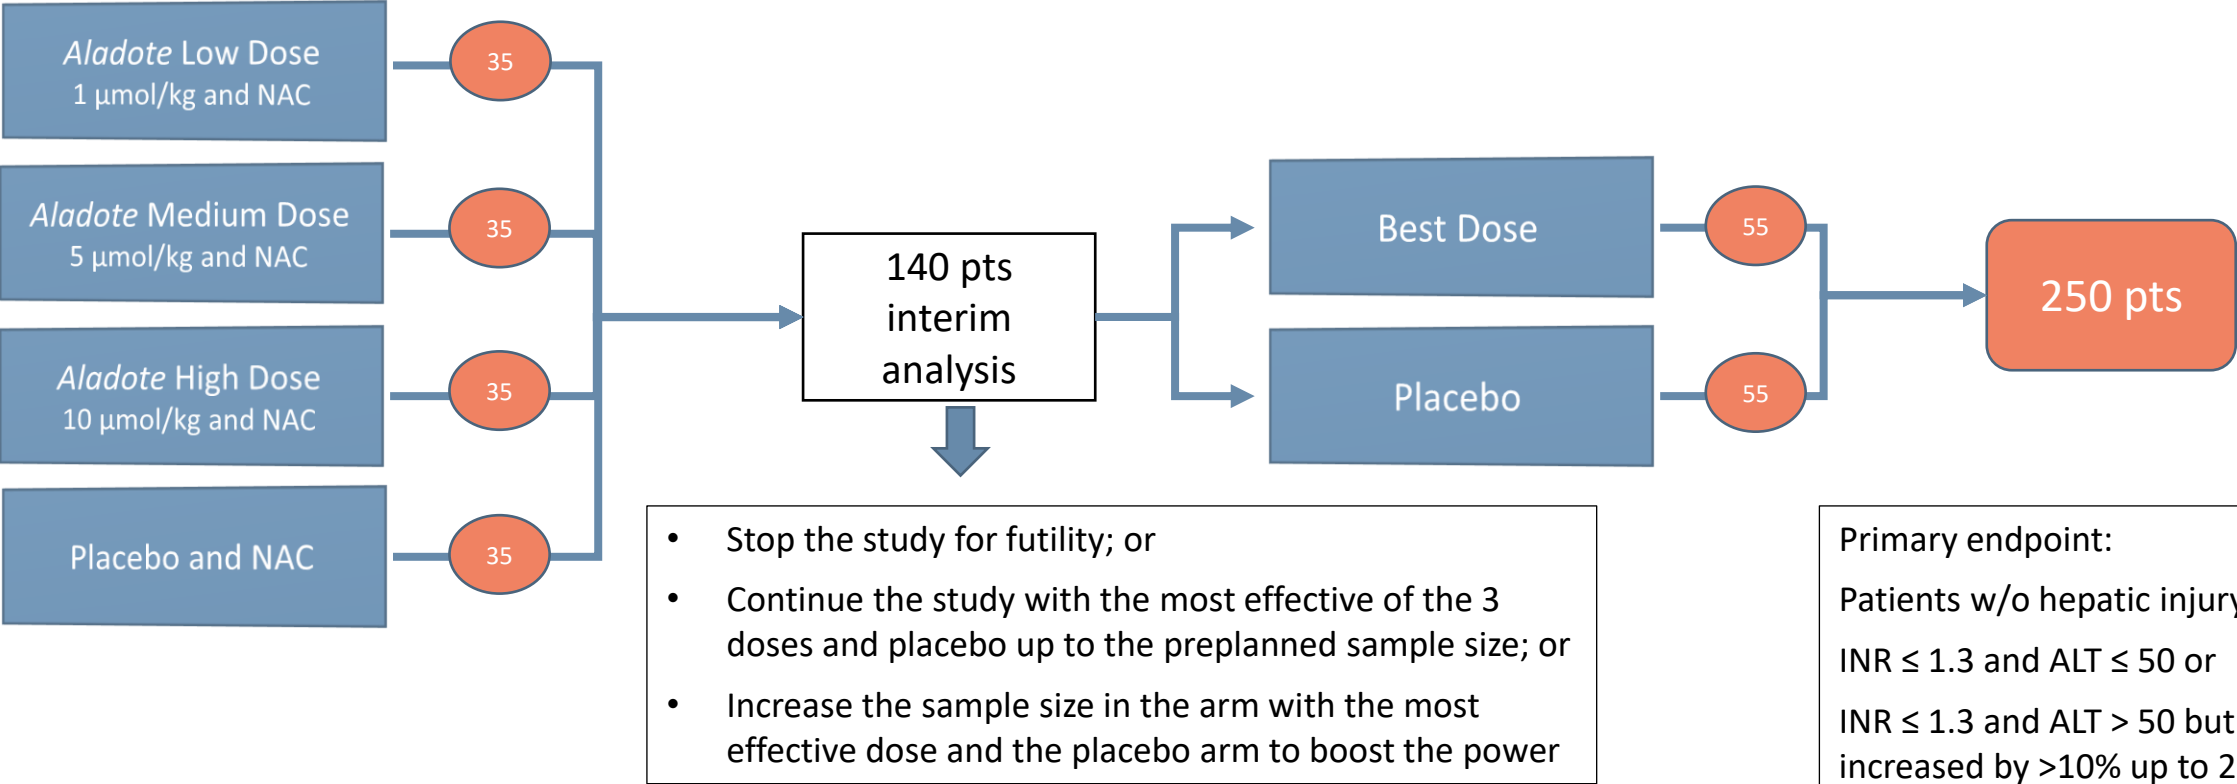 Aladote Low Dose
1 µmol/kg and NAC
35
Aladote Medium Dose
5 µmol/kg and NAC
35
Aladote High Dose
10 µmol/kg and NAC
35
Placebo and NAC
35
140 pts
interim
analysis
Best Dose
55
Placebo
55
250 pts
• Stop the study for futility; or
• Continue the study with the most effective of the 3
doses and placebo up to the preplanned sample size; or
• Increase the sample size in the arm with the most
effective dose and the placebo arm to boost the power
Primary endpoint:
Patients w/o hepatic injury
INR ≤ 1.3 and ALT ≤ 50 or
INR ≤ 1.3 and ALT > 50 but
increased by >10% up to 2